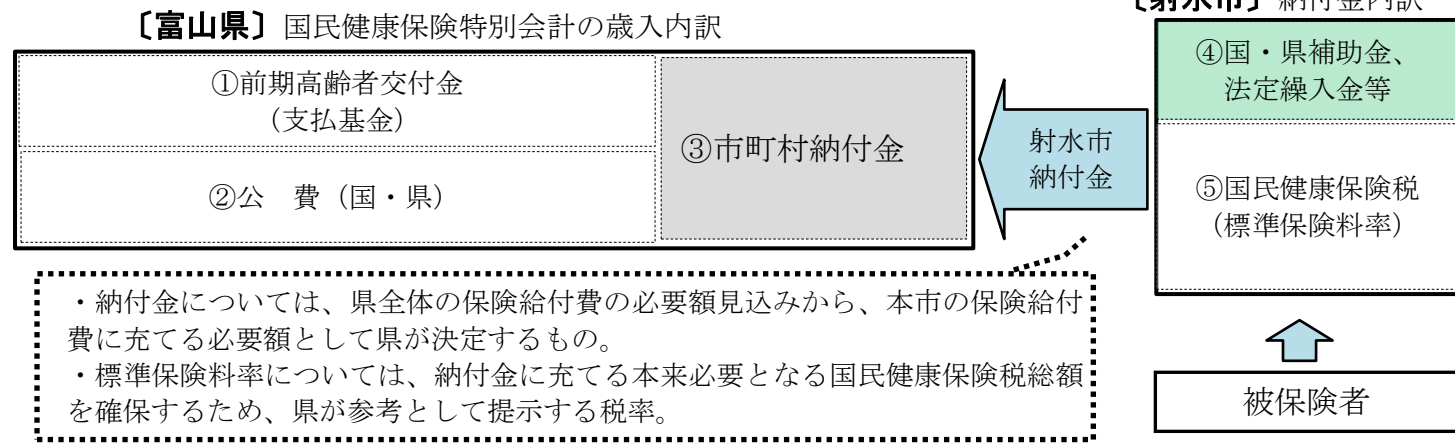 〔富山県〕国民健康保険特別会計の歳入内訳
〔射水市〕納付金内訳
①前期高齢者交付金
(支払基金)
②公　費（国・県）
③市町村納付金
射水市
納付金
④国・県補助金、
法定繰入金等
⑤国民健康保険税
（標準保険料率）
・納付金については、県全体の保険給付費の必要額見込みから、本市の保険給付
費に充てる必要額として県が決定するもの。
・標準保険料率については、納付金に充てる本来必要となる国民健康保険税総額
を確保するため、県が参考として提示する税率。
被保険者